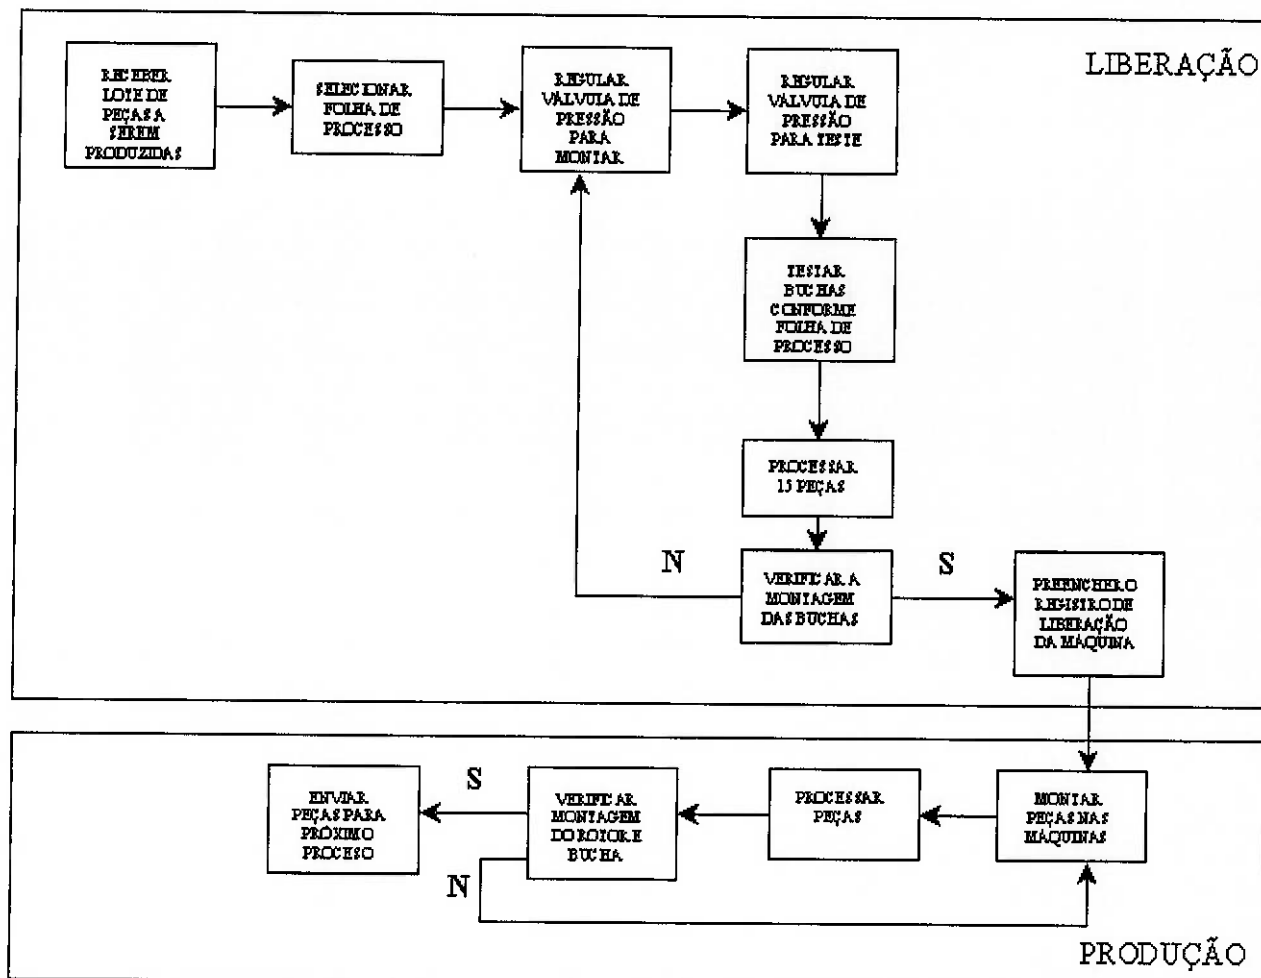 LIBERAÇÃO
RECEBER
LOTE DE
PEÇAS A
SEREM
PRODUZIDAS
SELECIONAR
FOLHA DE
PROCESSO
REGULAR
VÁLVULA DE
PRESSÃO
PARA
MONTAR
REGULAR
VÁLVULA DE
PRESSÃO
PARA TESTE
TESTAR
BUCHAS
CONFORME
FOLHA DE
PROCESSO
PROCESSAR
15 PEÇAS
N
VERIFICAR A
MONTAGEM
DAS BUCHAS
S
PREENCHER O
REGISTRO DE
LIBERAÇÃO
DA MÁQUINA
ENVIAR
PEÇAS PARA
PRÓXIMO
PROCESSO
S
VERIFICAR
MONTAGEM
DO ROTOR E
BUCHA
N
PROCESSAR
PEÇAS
MONTAR
PEÇAS NAS
MÁQUINAS
PRODUÇÃO